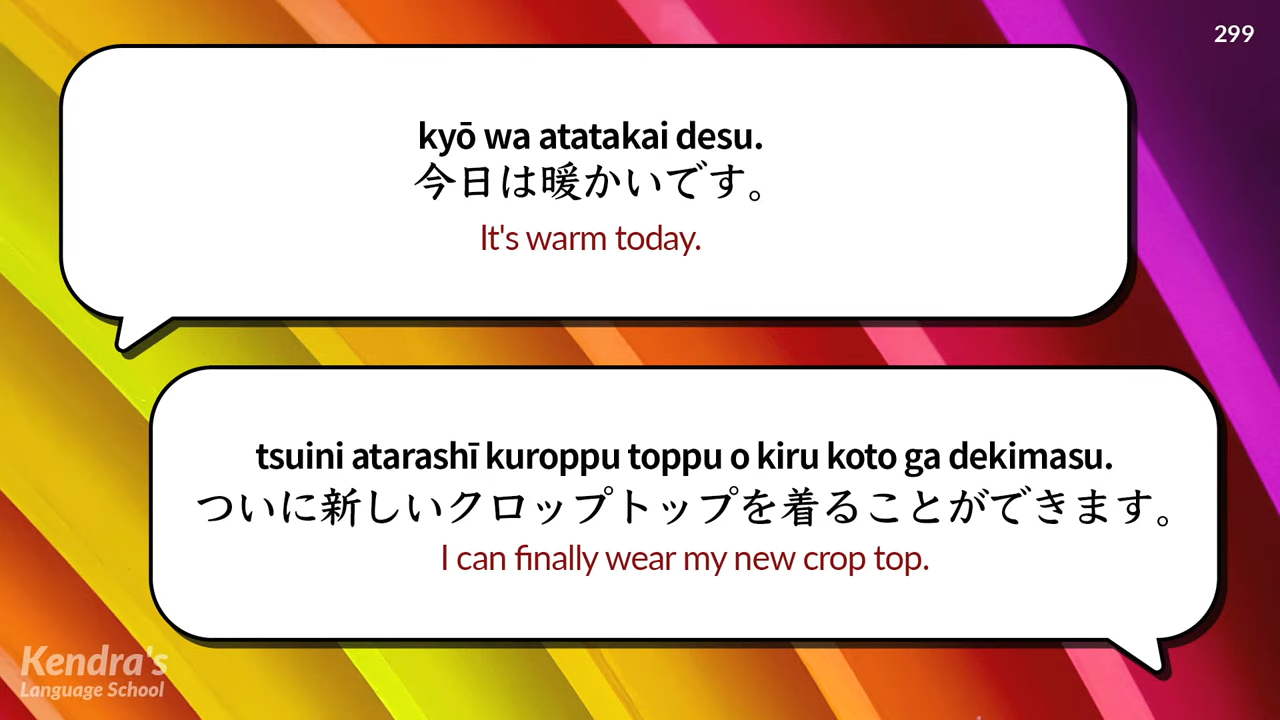 299
kyō wa atatakai desu.
今日は暖かいです。
It's warm today.
tsuini atarashī kuroppu toppu o kiru koto ga dekimasu.
ついに新しいクロップトップを着ることができます。
I can finally wear my new crop top.
Kendra's
Language School